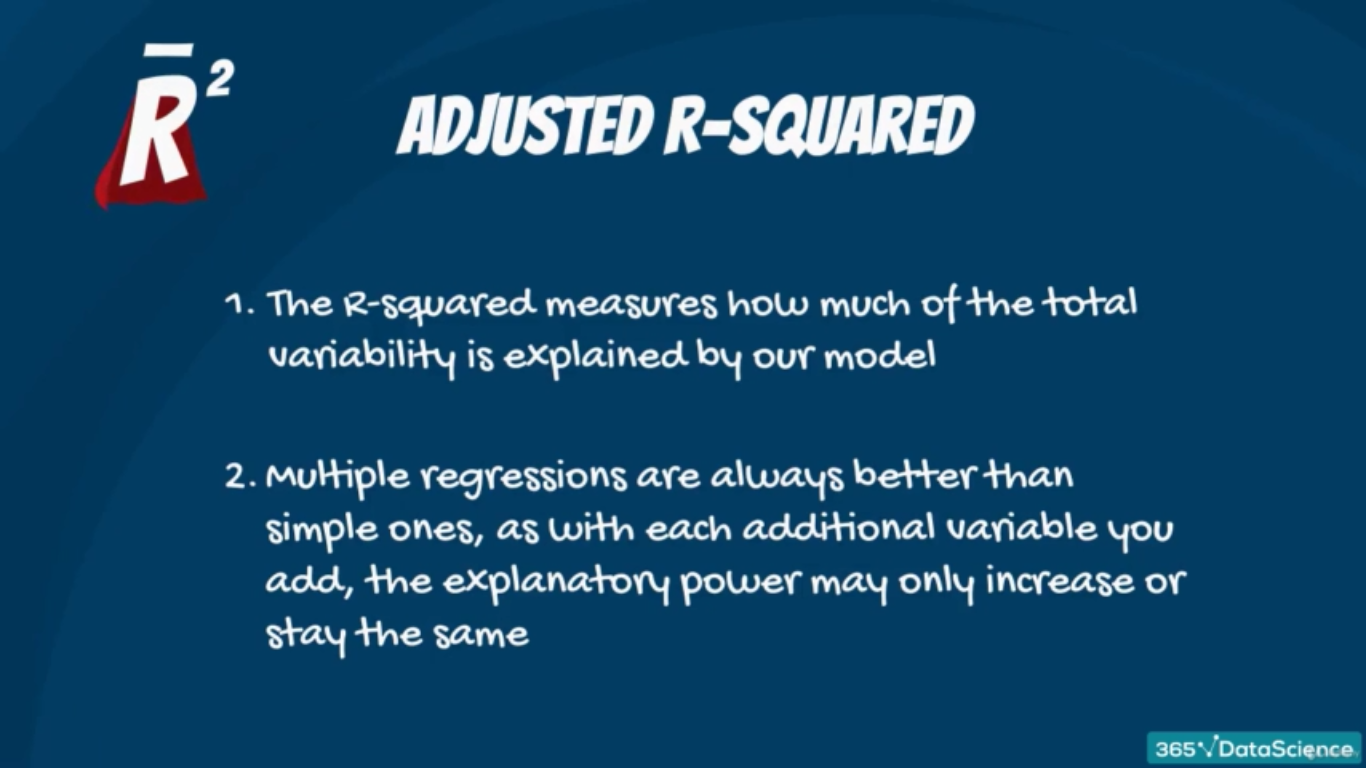 R̄²
ADJUSTED R-SQUARED
1. The R-squared measures how much of the total
variability is explained by our model
2. Multiple regressions are always better than
simple ones, as with each additional variable you
add, the explanatory power may only increase or
stay the same
365 DataScience